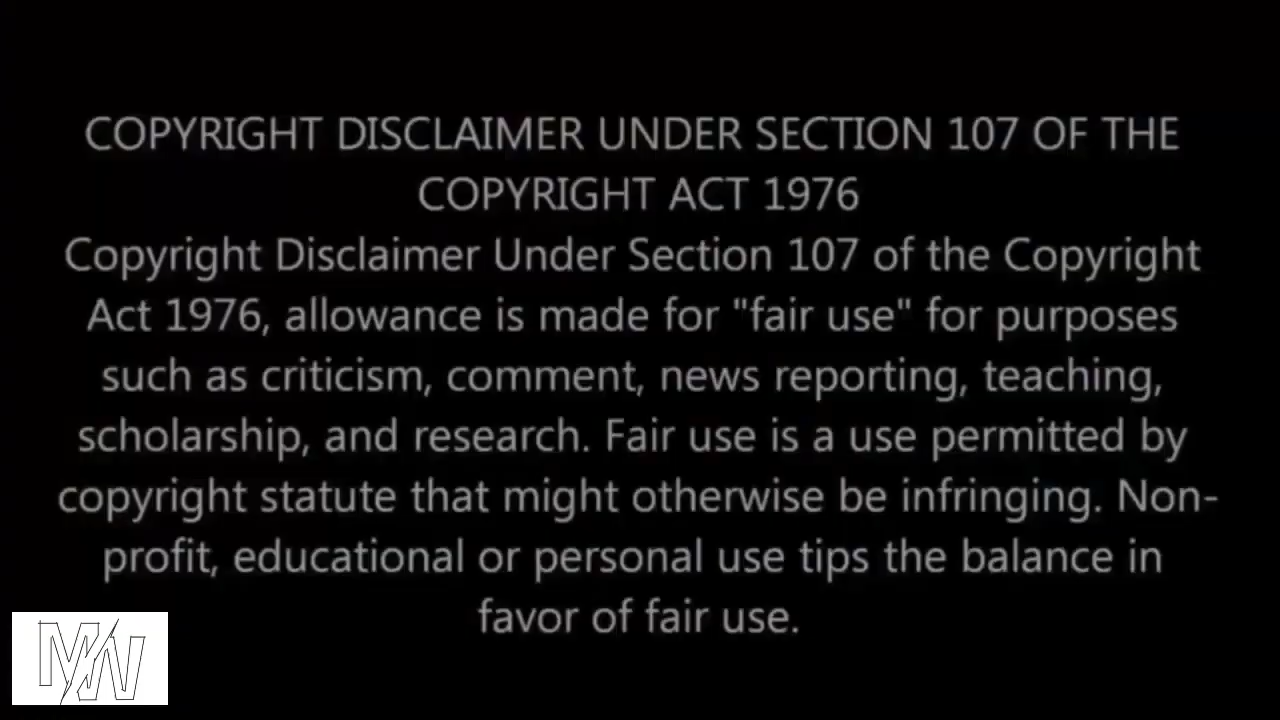 COPYRIGHT DISCLAIMER UNDER SECTION 107 OF THE
COPYRIGHT ACT 1976
Copyright Disclaimer Under Section 107 of the Copyright
Act 1976, allowance is made for "fair use" for purposes
such as criticism, comment, news reporting, teaching,
scholarship, and research. Fair use is a use permitted by
copyright statute that might otherwise be infringing. Non-
profit, educational or personal use tips the balance in
favor of fair use.